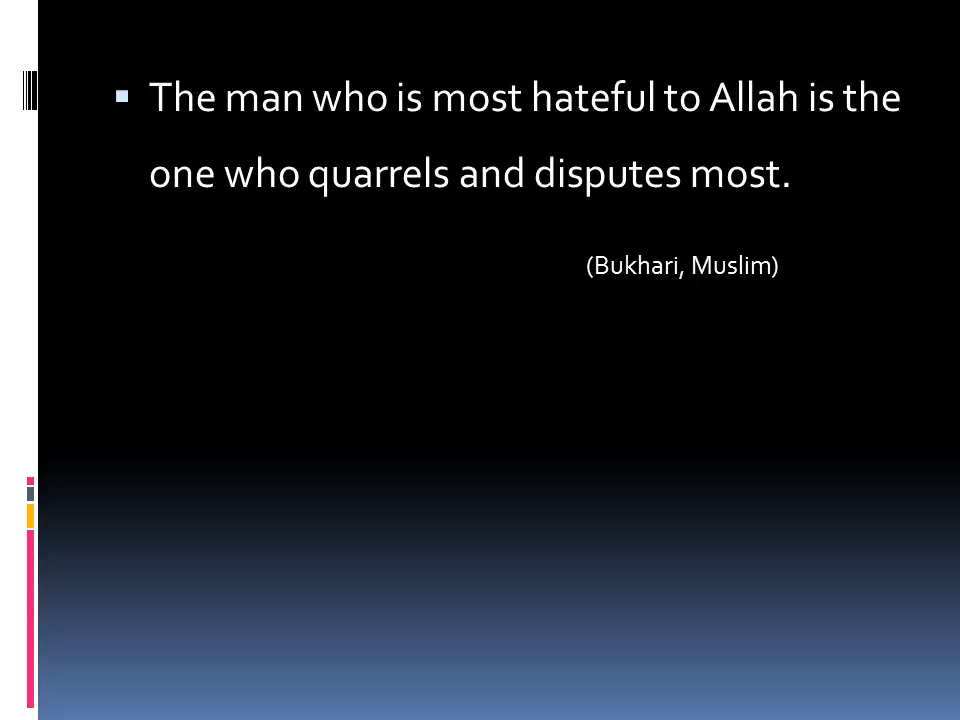 The man who is most hateful to Allah is the
one who quarrels and disputes most.
(Bukhari, Muslim)